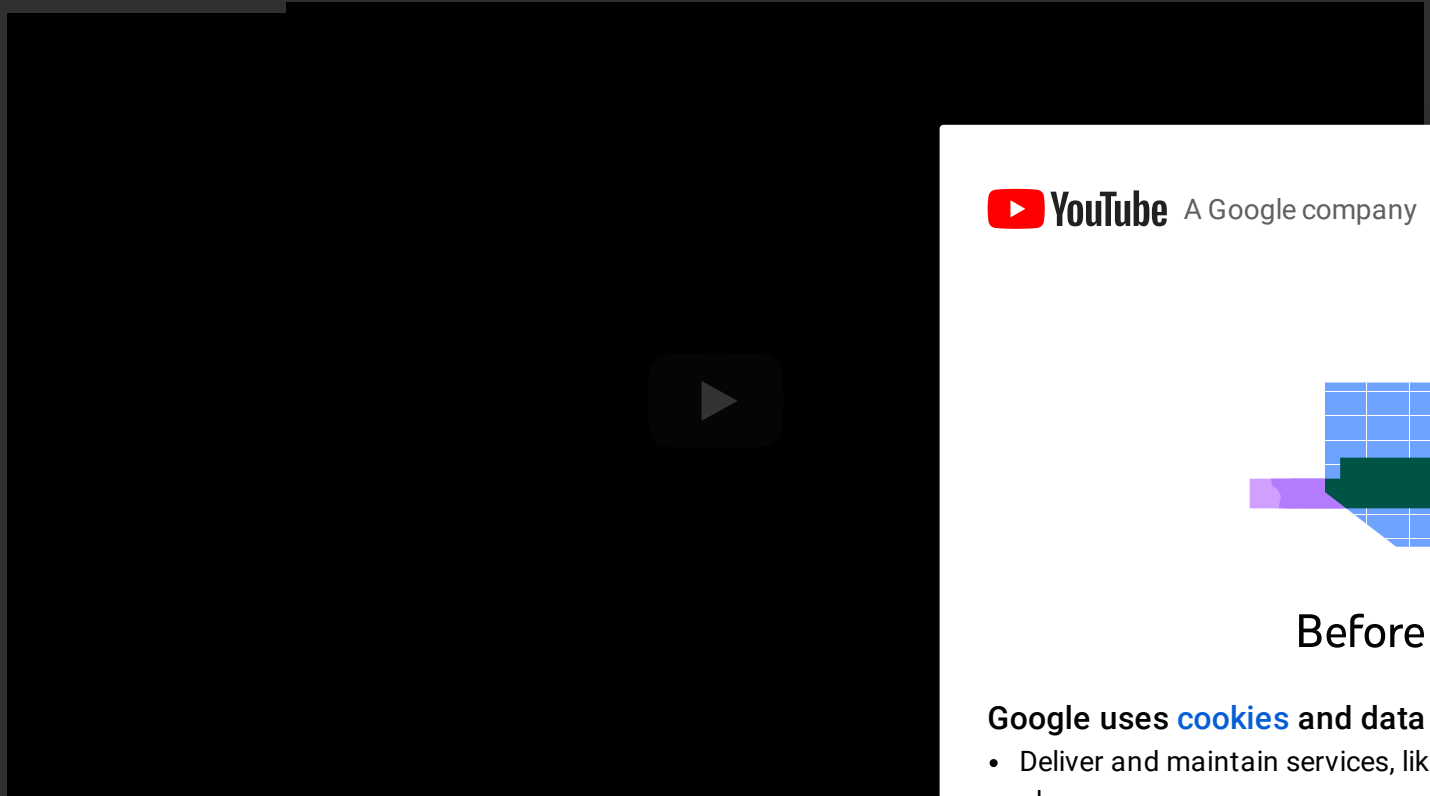 YouTube A Google company
Before
Google uses cookies and data
• Deliver and maintain services, lik